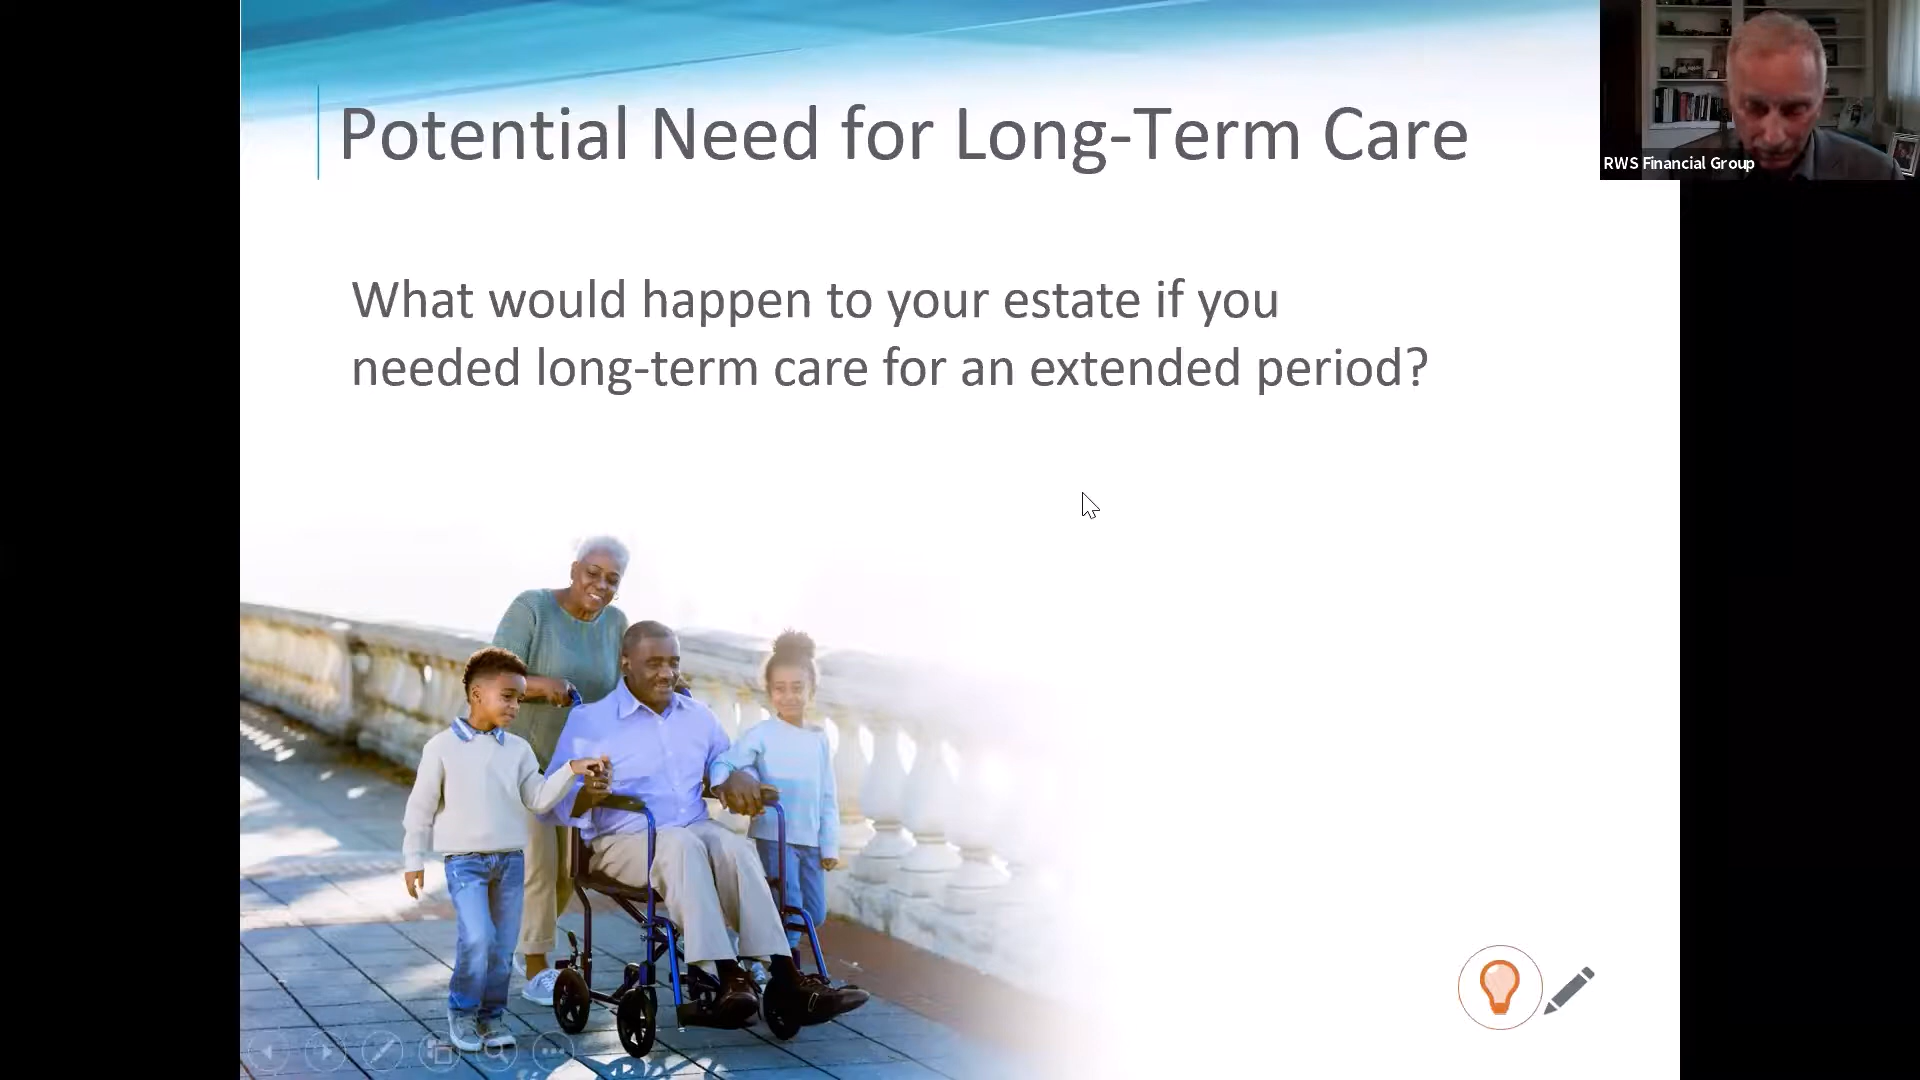 Potential Need for Long-Term Care
RWS Financial Group
What would happen to your estate if you
needed long-term care for an extended period?